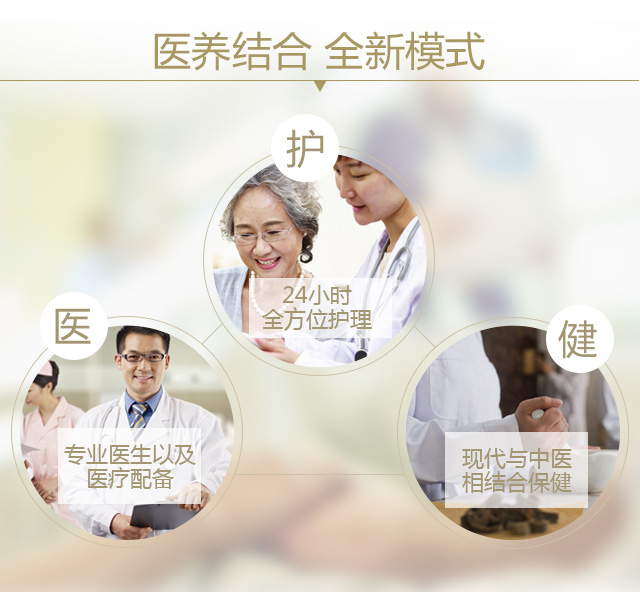 医养结合 全新模式
护
24小时
全方位护理
医
专业医生以及
医疗配备
健
现代与中医
相结合保健